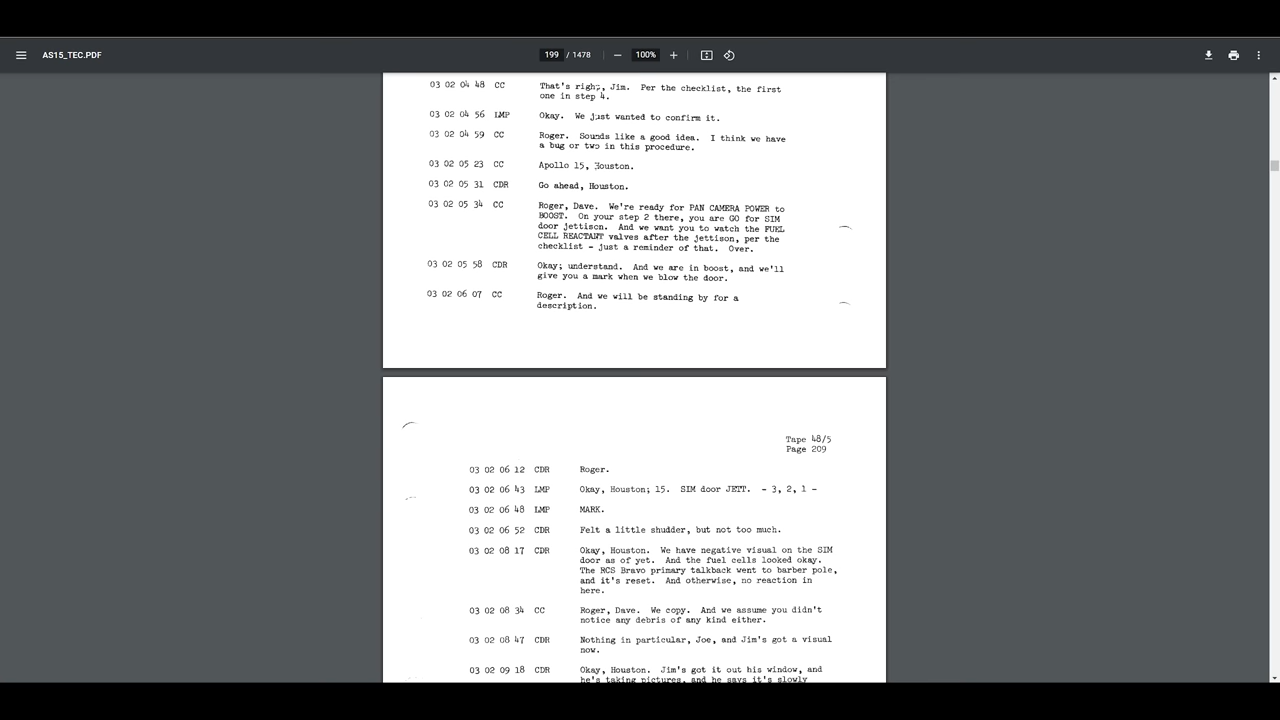 AS15_TEC.PDF
199 / 1478
100%
03 02 04 48 CC That's right, Jim. Per the checklist, the first
one in step 4.
03 02 04 56 LMP Okay. We just wanted to confirm it.
03 02 04 59 CC Roger. Sounds like a good idea. I think we have
a bug or two in this procedure.
03 02 05 23 CC Apollo 15, Houston.
03 02 05 31 CDR Go ahead, Houston.
03 02 05 34 CC Roger, Dave. We're ready for PAN CAMERA POWER to
BOOST. On your step 2 there, you are GO for SIM
door jettison. And we want you to watch the FUEL
CELL REACTANT valves after the jettison, per the
checklist - just a reminder of that. Over.
03 02 05 58 CDR Okay; understand. And we are in boost, and we'll
give you a mark when we blow the door.
03 02 06 07 CC Roger. And we will be standing by for a
description.
Tape 48/5
Page 209
03 02 06 12 CDR Roger.
03 02 06 43 LMP Okay, Houston; 15. SIM door JETT. - 3, 2, 1 -
03 02 06 48 LMP MARK.
03 02 06 52 CDR Felt a little shudder, but not too much.
03 02 08 17 CDR Okay, Houston. We have negative visual on the SIM
door as of yet. And the fuel cells looked okay.
The RCS Bravo primary talkback went to barber pole,
and it's reset. And otherwise, no reaction in
here.
03 02 08 34 CC Roger, Dave. We copy. And we assume you didn't
notice any debris of any kind either.
03 02 08 47 CDR Nothing in particular, Joe, and Jim's got a visual
now.
03 02 09 18 CDR Okay, Houston. Jim's got it out his window, and
he's taking pictures, and he says it's slowly